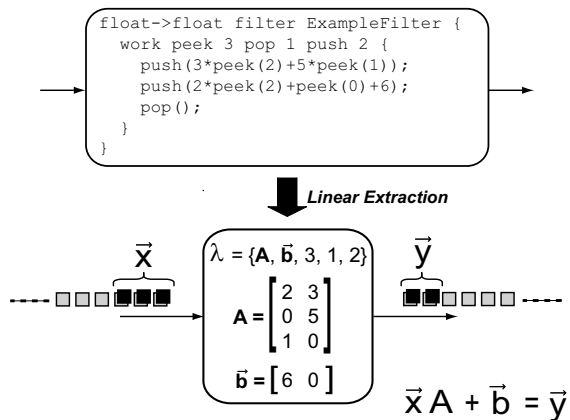 float->float filter ExampleFilter {
work peek 3 pop 1 push 2 {
push(3*peek(2)+5*peek(1));
push(2*peek(2)+peek(0)+6);
pop();
}
}
Linear Extraction
λ = {A, b⃗, 3, 1, 2}
x⃗
y⃗
A = [2 3
0 5
1 0]
b⃗ = [6 0]
x⃗ A + b⃗ = y⃗